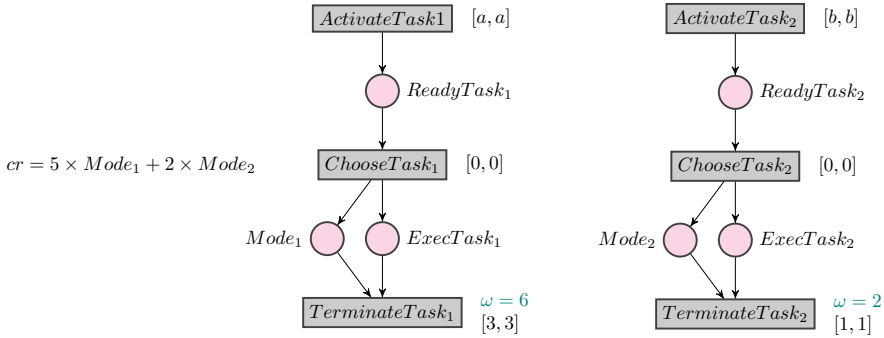 ActivateTask1 [a, a]
ReadyTask₁
cr = 5 × Mode₁ + 2 × Mode₂
ChooseTask₁ [0, 0]
Mode₁ ExecTask₁
ω = 6
TerminateTask₁ [3, 3]
ActivateTask₂ [b, b]
ReadyTask₂
ChooseTask₂ [0, 0]
Mode₂ ExecTask₂
ω = 2
TerminateTask₂ [1, 1]